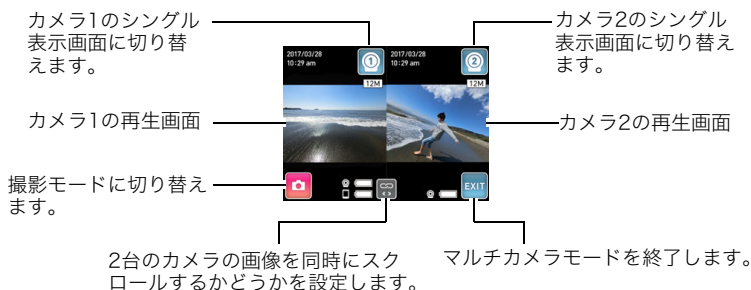 カメラ1のシングル
表示画面に切り替
えます。
カメラ2のシングル
表示画面に切り替え
ます。
2017/03/28
10:29 am
1
2017/03/28
10:29 am
2
12M
12M
カメラ1の再生画面
カメラ2の再生画面
撮影モードに切り替え
ます。
EXIT
2台のカメラの画像を同時にスク
ロールするかどうかを設定します。
マルチカメラモードを終了します。